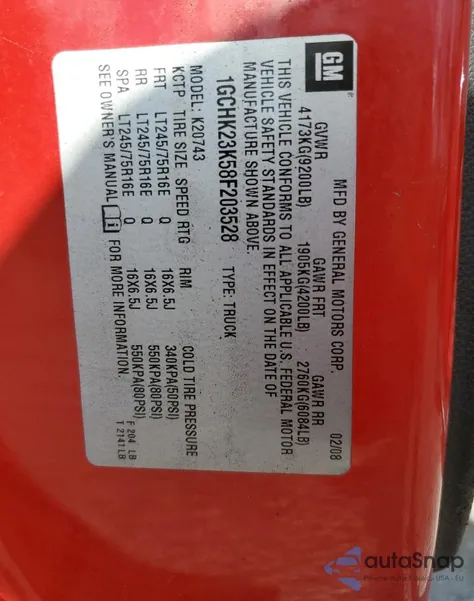 GM
MFD BY GENERAL MOTORS CORP. 02/08
GVWR GAWR FRT GAWR RR
4173KG(9200LB) 1905KG(4200LB) 2760KG(6084LB)
THIS VEHICLE CONFORMS TO ALL APPLICABLE U.S. FEDERAL MOTOR
VEHICLE SAFETY STANDARDS IN EFFECT ON THE DATE OF
MANUFACTURE SHOWN ABOVE.
1GCHK23K58F203528 TYPE: TRUCK
MODEL: K20743
KCTP TIRE SIZE SPEED RTG RIM COLD TIRE PRESSURE
FRT LT245/75R16E Q 16X6.5J 340KPA(50PSI)
RR LT245/75R16E Q 16X6.5J 550KPA(80PSI)
SPA LT245/75R16E Q 16X6.5J 550KPA(80PSI)
SEE OWNER'S MANUAL FOR MORE INFORMATION.
F 204 LB
T 2141 LB
autaSnap